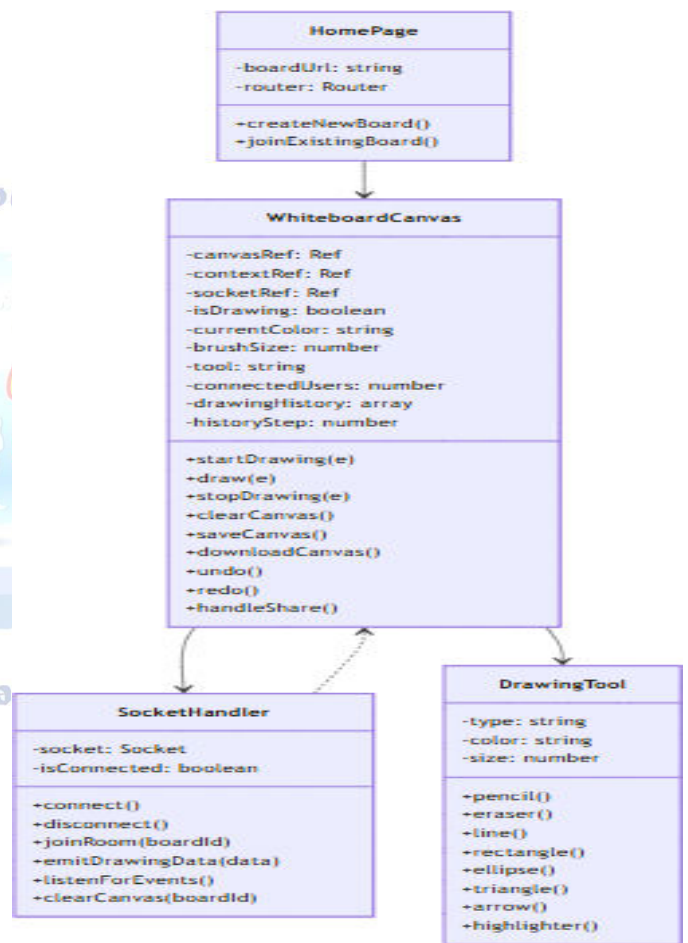 HomePage
-boardUrl: string
-router: Router
+createNewBoard()
+joinExistingBoard()
WhiteboardCanvas
-canvasRef: Ref
-contextRef: Ref
-socketRef: Ref
-isDrawing: boolean
-currentColor: string
-brushSize: number
-tool: string
-connectedUsers: number
-drawingHistory: array
-historyStep: number
+startDrawing(e)
+draw(e)
+stopDrawing(e)
+clearCanvas()
+saveCanvas()
+downloadCanvas()
+undo()
+redo()
+handleShare()
SocketHandler
-socket: Socket
-isConnected: boolean
+connect()
+disconnect()
+joinRoom(boardId)
+emitDrawingData(data)
+listenForEvents()
+clearCanvas(boardId)
DrawingTool
-type: string
-color: string
-size: number
+pencil()
+eraser()
+line()
+rectangle()
+ellipse()
+triangle()
+arrow()
+highlighter()